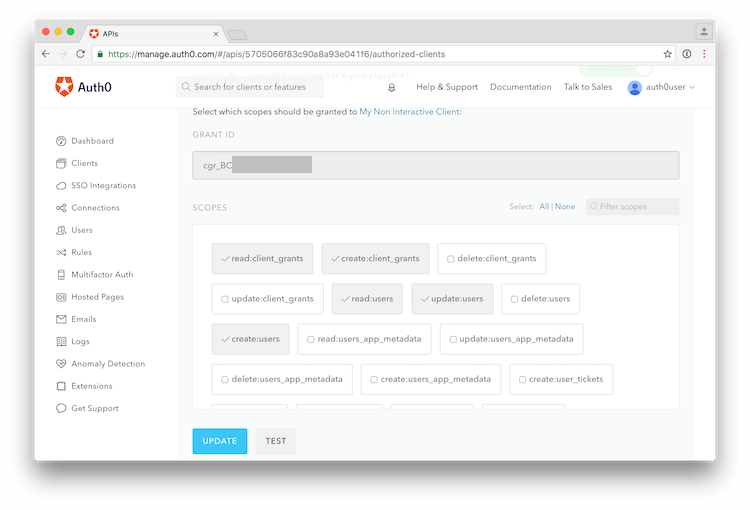 APIs
https://manage.auth0.com/#/apis/5705066f83c90a8a93e041f6/authorized-clients
Auth0
Search for clients or features
Help & Support
Documentation
Talk to Sales
auth0user
Dashboard
Clients
SSO Integrations
Connections
Users
Rules
Multifactor Auth
Hosted Pages
Emails
Logs
Anomaly Detection
Extensions
Get Support
Select which scopes should be granted to My Non Interactive Client:
GRANT ID
cgr_BC
SCOPES
Select: All | None
Filter scopes
read:client_grants create:client_grants delete:client_grants
update:client_grants read:users update:users delete:users
create:users read:users_app_metadata update:users_app_metadata
delete:users_app_metadata create:users_app_metadata create:user_tickets
UPDATE TEST